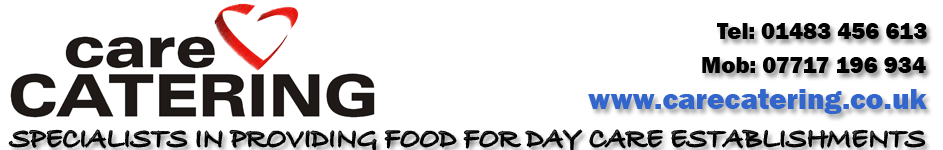 care
CATERING
Tel: 01483 456 613
Mob: 07717 196 934
www.carecatering.co.uk
SPECIALISTS IN PROVIDING FOOD FOR DAY CARE ESTABLISHMENTS